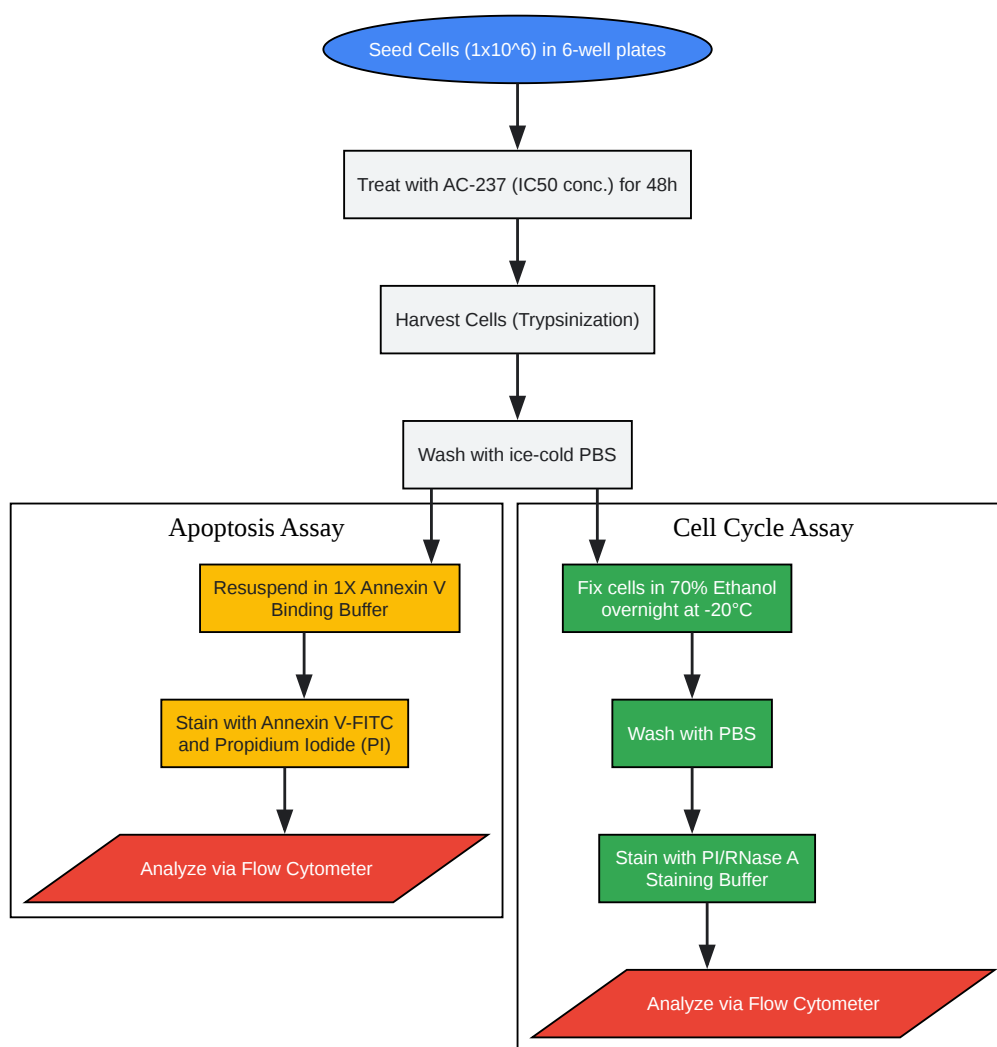 Seed Cells (1x10^6) in 6-well plates
Treat with AC-237 (IC50 conc.) for 48h
Harvest Cells (Trypsinization)
Wash with ice-cold PBS
Apoptosis Assay
Resuspend in 1X Annexin V
Binding Buffer
Stain with Annexin V-FITC
and Propidium Iodide (PI)
Analyze via Flow Cytometer
Cell Cycle Assay
Fix cells in 70% Ethanol
overnight at -20°C
Wash with PBS
Stain with PI/RNase A
Staining Buffer
Analyze via Flow Cytometer